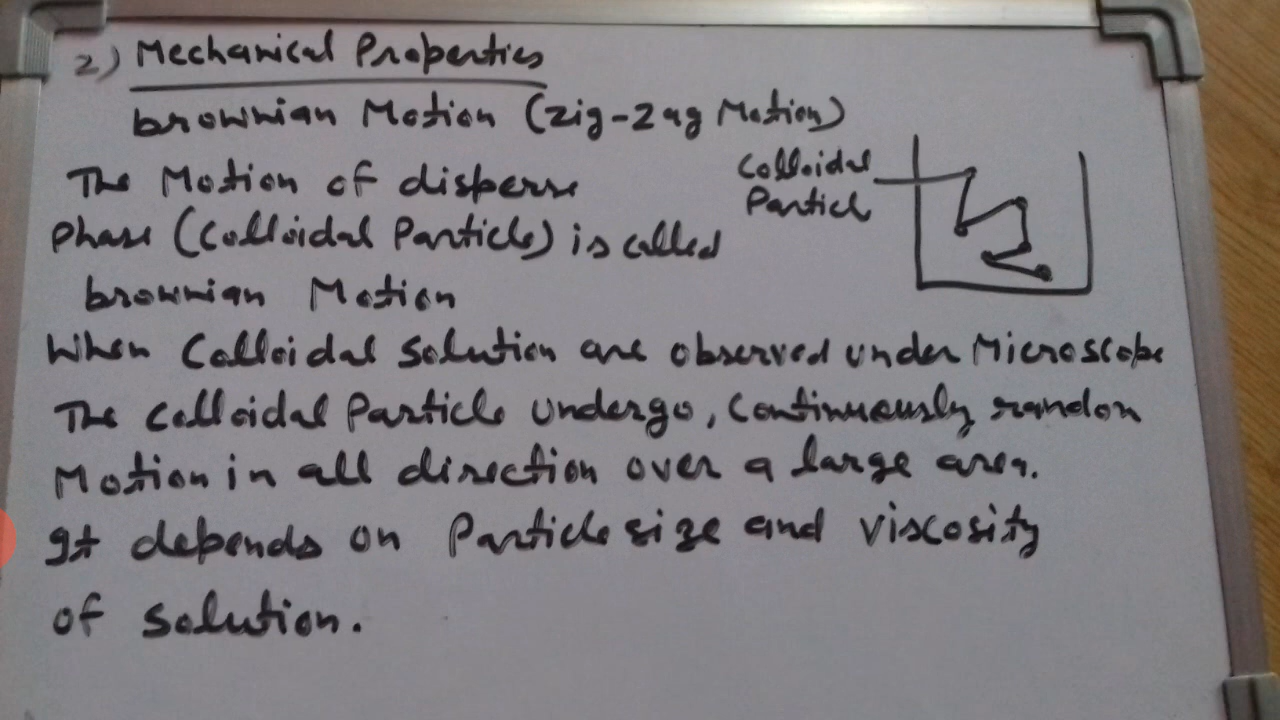 2) Mechanical Properties
brownian Motion (Zig-Zag Motion)
The Motion of disperse
Phase (Colloidal Particle) is called
brownian Motion
Colloidal
Particle
When Colloidal Solution are observed under Microscope
The Colloidal Particle undergo, Continuously random
Motion in all direction over a large area.
It depends on Particle size and viscosity
of solution.